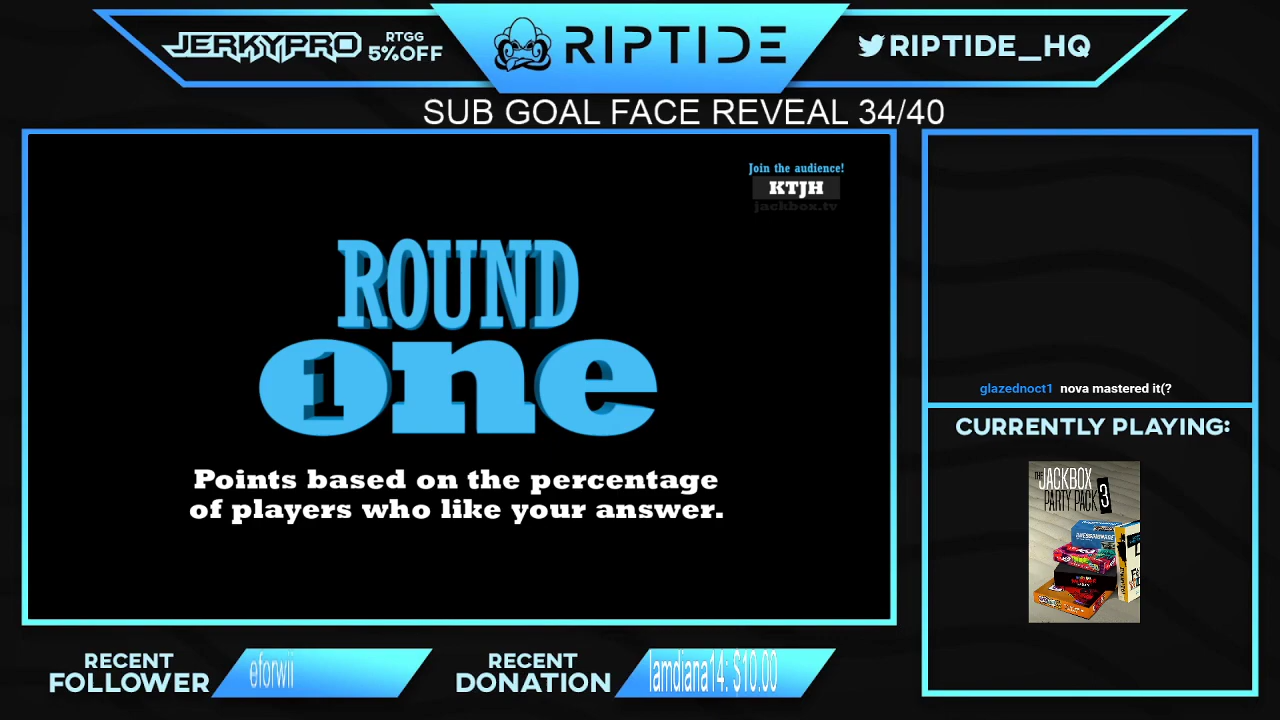 JERKYPRO
RTGG
5%OFF
RIPTIDE
RIPTIDE_HQ
SUB GOAL FACE REVEAL 34/40
Join the audience!
KTJH
jackbox.tv
ROUND
one
1
Points based on the percentage
of players who like your answer.
glazednoct1 nova mastered it(?
CURRENTLY PLAYING:
THE JACKBOX
PARTY PACK 3
RECENT
FOLLOWER
eforwii
RECENT
DONATION
lamdiana14: $10.00